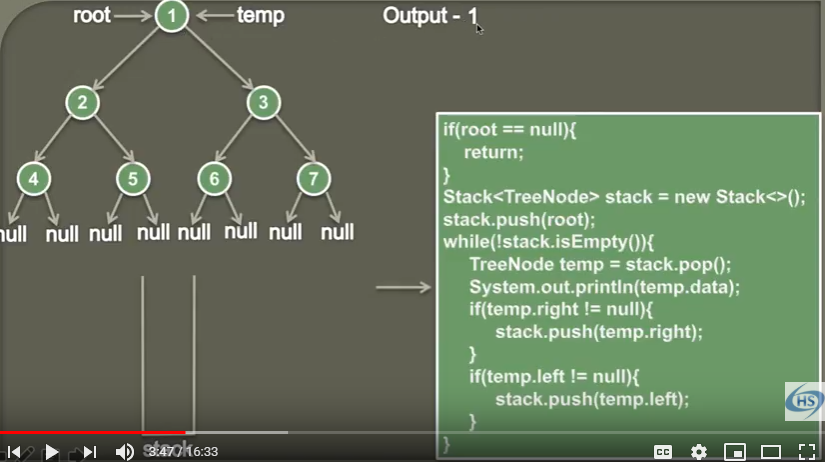 root
1
temp
Output - 1
2
3
4
5
6
7
null
null
null
null
null
null
null
null
if(root == null){
return;
}
Stack<TreeNode> stack = new Stack<>();
stack.push(root);
while(!stack.isEmpty()){
TreeNode temp = stack.pop();
System.out.println(temp.data);
if(temp.right != null){
stack.push(temp.right);
}
if(temp.left != null){
stack.push(temp.left);
}
}
HS
stack
3:47 / 16:33
CC